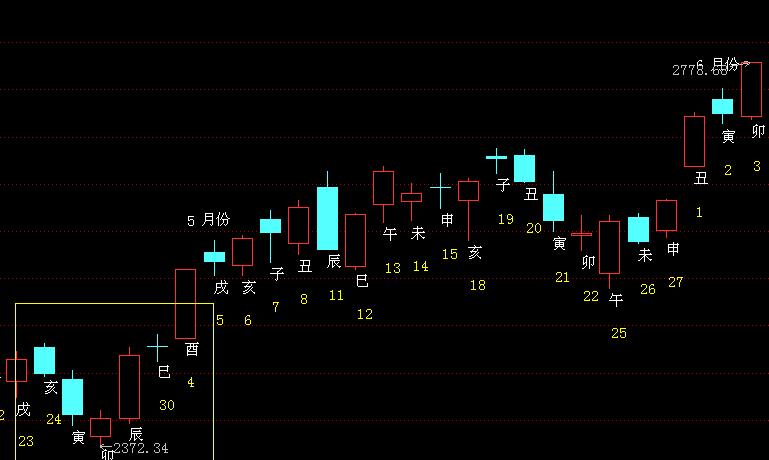 6 月份
2778.68
卯
寅
3
2
丑
子
丑
1
5 月份
午
未
申
19
20
寅
申
辰
亥
15
未
卯
丑
13
14
21
27
子
巳
18
26
戌
亥
8
11
22
午
7
12
5
6
25
酉
巳
4
亥
30
戌
24
寅
辰
23
2372.34
卯